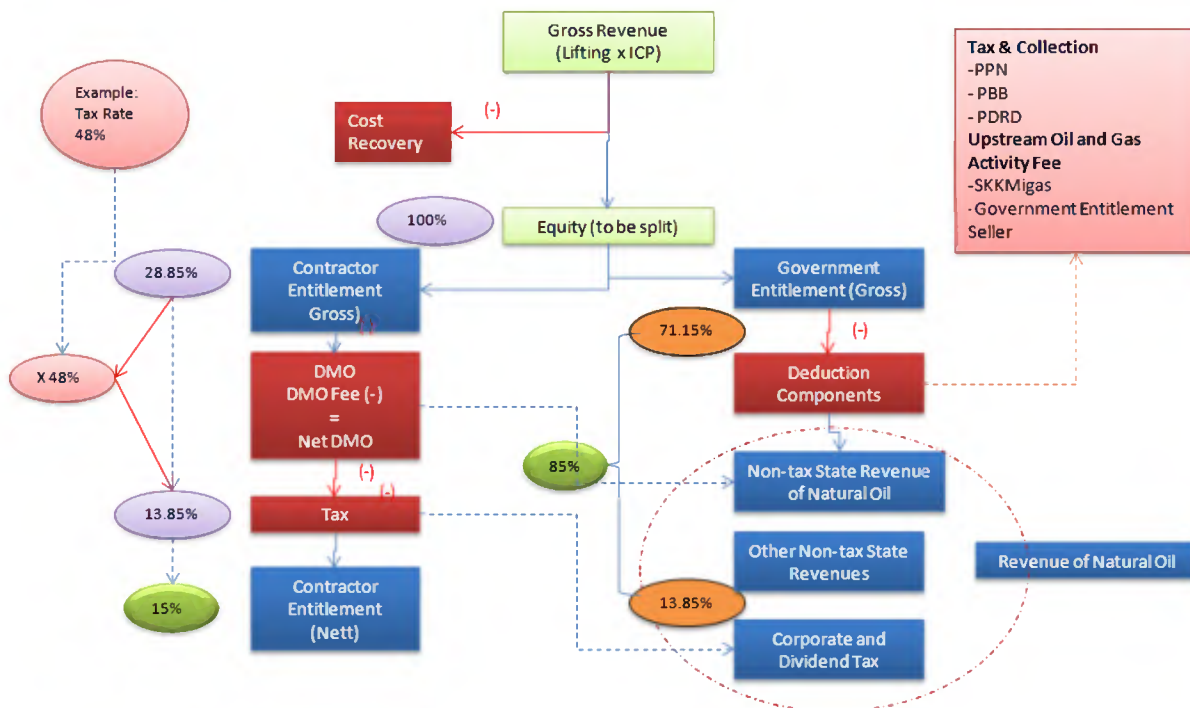 Gross Revenue
(Lifting x ICP)
Tax & Collection
-PPN
- PBB
- PDRD
Upstream Oil and Gas
Activity Fee
-SKKMigas
- Government Entitlement
Seller
Example:
Tax Rate
48%
(-)
Cost
Recovery
100%
Equity (to be split)
28.85%
Contractor
Entitlement
Gross)
(-)
Government
Entitlement (Gross)
(-)
71.15%
X 48%
DMO
DMO Fee (-)
=
Net DMO
Deduction
Components
(-)
85%
Non-tax State Revenue
of Natural Oil
13.85%
(-)
Tax
Other Non-tax State
Revenues
Revenue of Natural Oil
15%
Contractor
Entitlement
(Nett)
13.85%
Corporate and
Dividend Tax